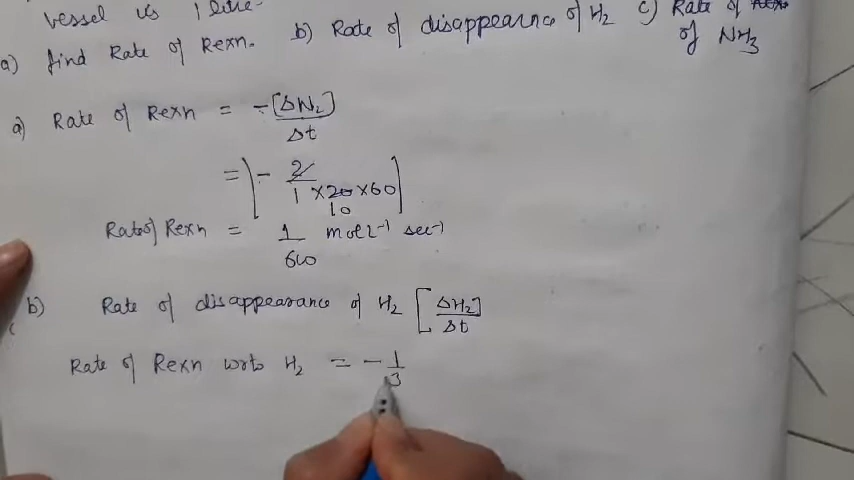 vessel is 1 litre.
a) find Rate of Rexn. b) Rate of disappearnce of H₂ c) Rate of
of NH₃
a) Rate of Rexn = -[ΔN₂]/Δt
= [- 2/1×20×60]
10
Rate of Rexn = 1/600 mol L⁻¹ sec⁻¹
b) Rate of disappearance of H₂ [ΔH₂]/Δt
Rate of Rexn wrto H₂ = - 1/3